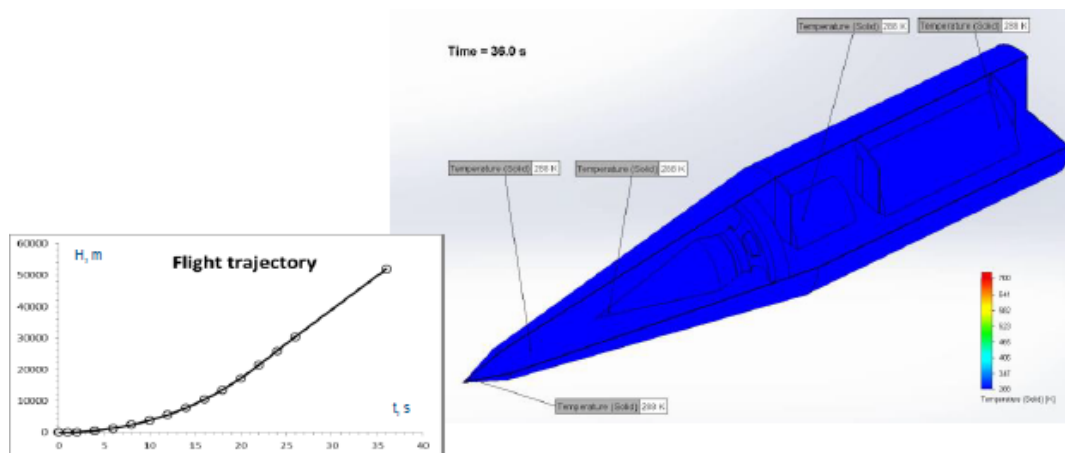 Temperature (Solid) 288 K
Temperature (Solid) 288 K
Time = 36.0 s
Temperature (Solid) 288 K
Temperature (Solid) 288 K
Temperature (Solid) 288 K
Temperature (Solid) [K]
H, m
Flight trajectory
t, s
60000
50000
40000
30000
20000
10000
0
0 5 10 15 20 25 30 35 40